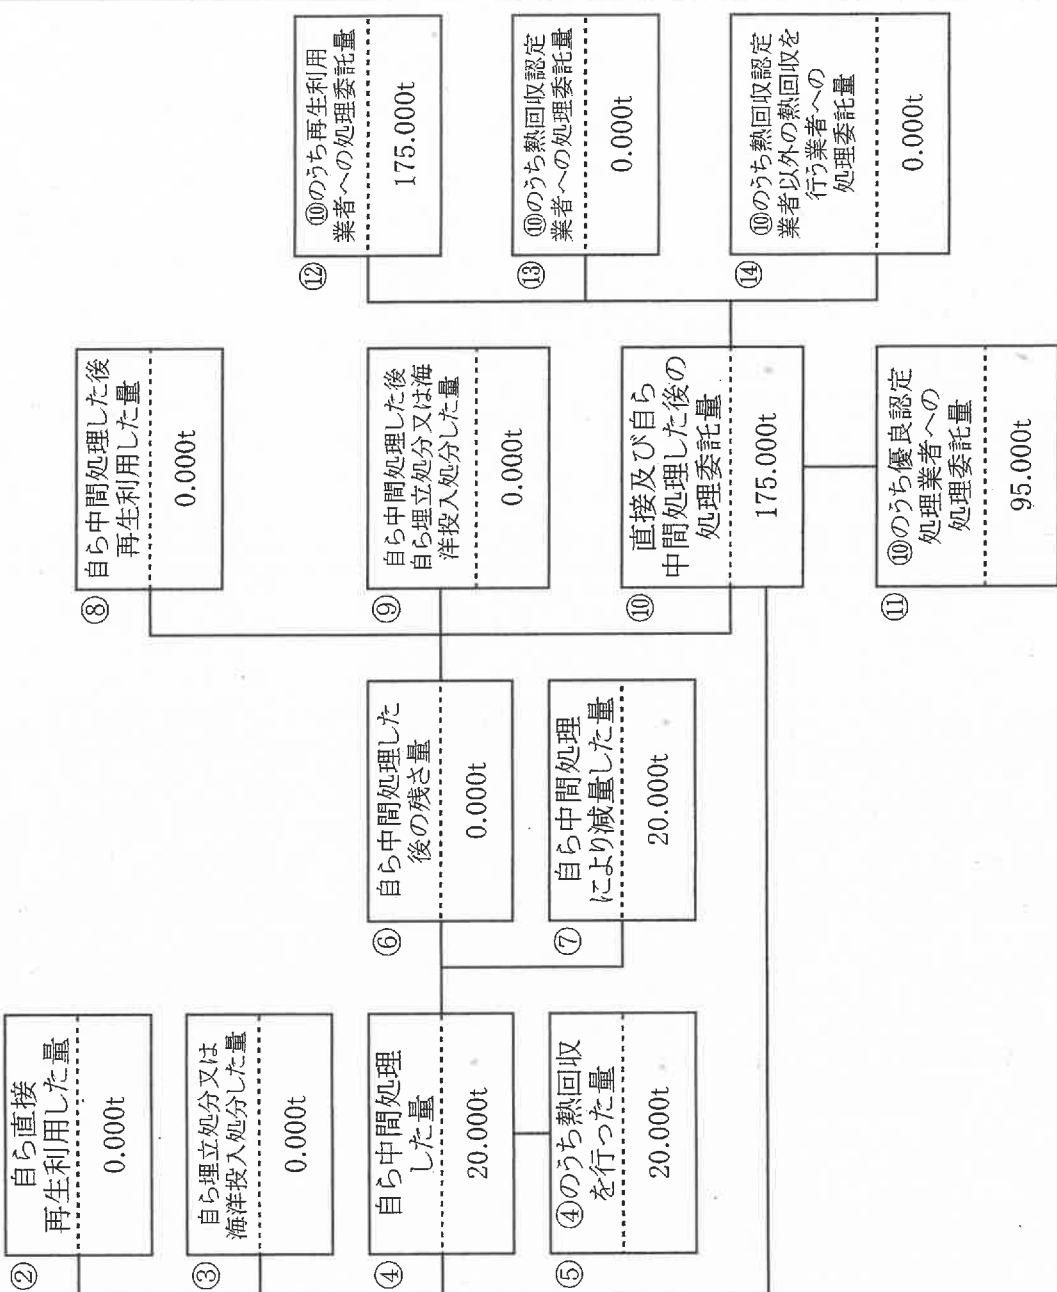 ②
自ら直接
再生利用した量
0.000t
③
自ら埋立処分又は
海洋投入処分した量
0.000t
④
自ら中間処理
した量
20.000t
⑤
④のうち熱回収
を行った量
20.000t
⑥
自ら中間処理した
後の残さ量
0.000t
⑦
自ら中間処理
により減量した量
20.000t
⑧
自ら中間処理した後
再生利用した量
0.000t
⑨
自ら中間処理した後
自ら埋立処分又は海
洋投入処分した量
0.000t
⑩
直接及び自ら
中間処理した後の
処理委託量
175.000t
⑪
⑩のうち優良認定
処理業者への
処理委託量
95.000t
⑫
⑩のうち再生利用
業者への処理委託量
175.000t
⑬
⑩のうち熱回収認定
業者への処理委託量
0.000t
⑭
⑩のうち熱回収認定
業者以外の熱回収を
行う業者への
処理委託量
0.000t